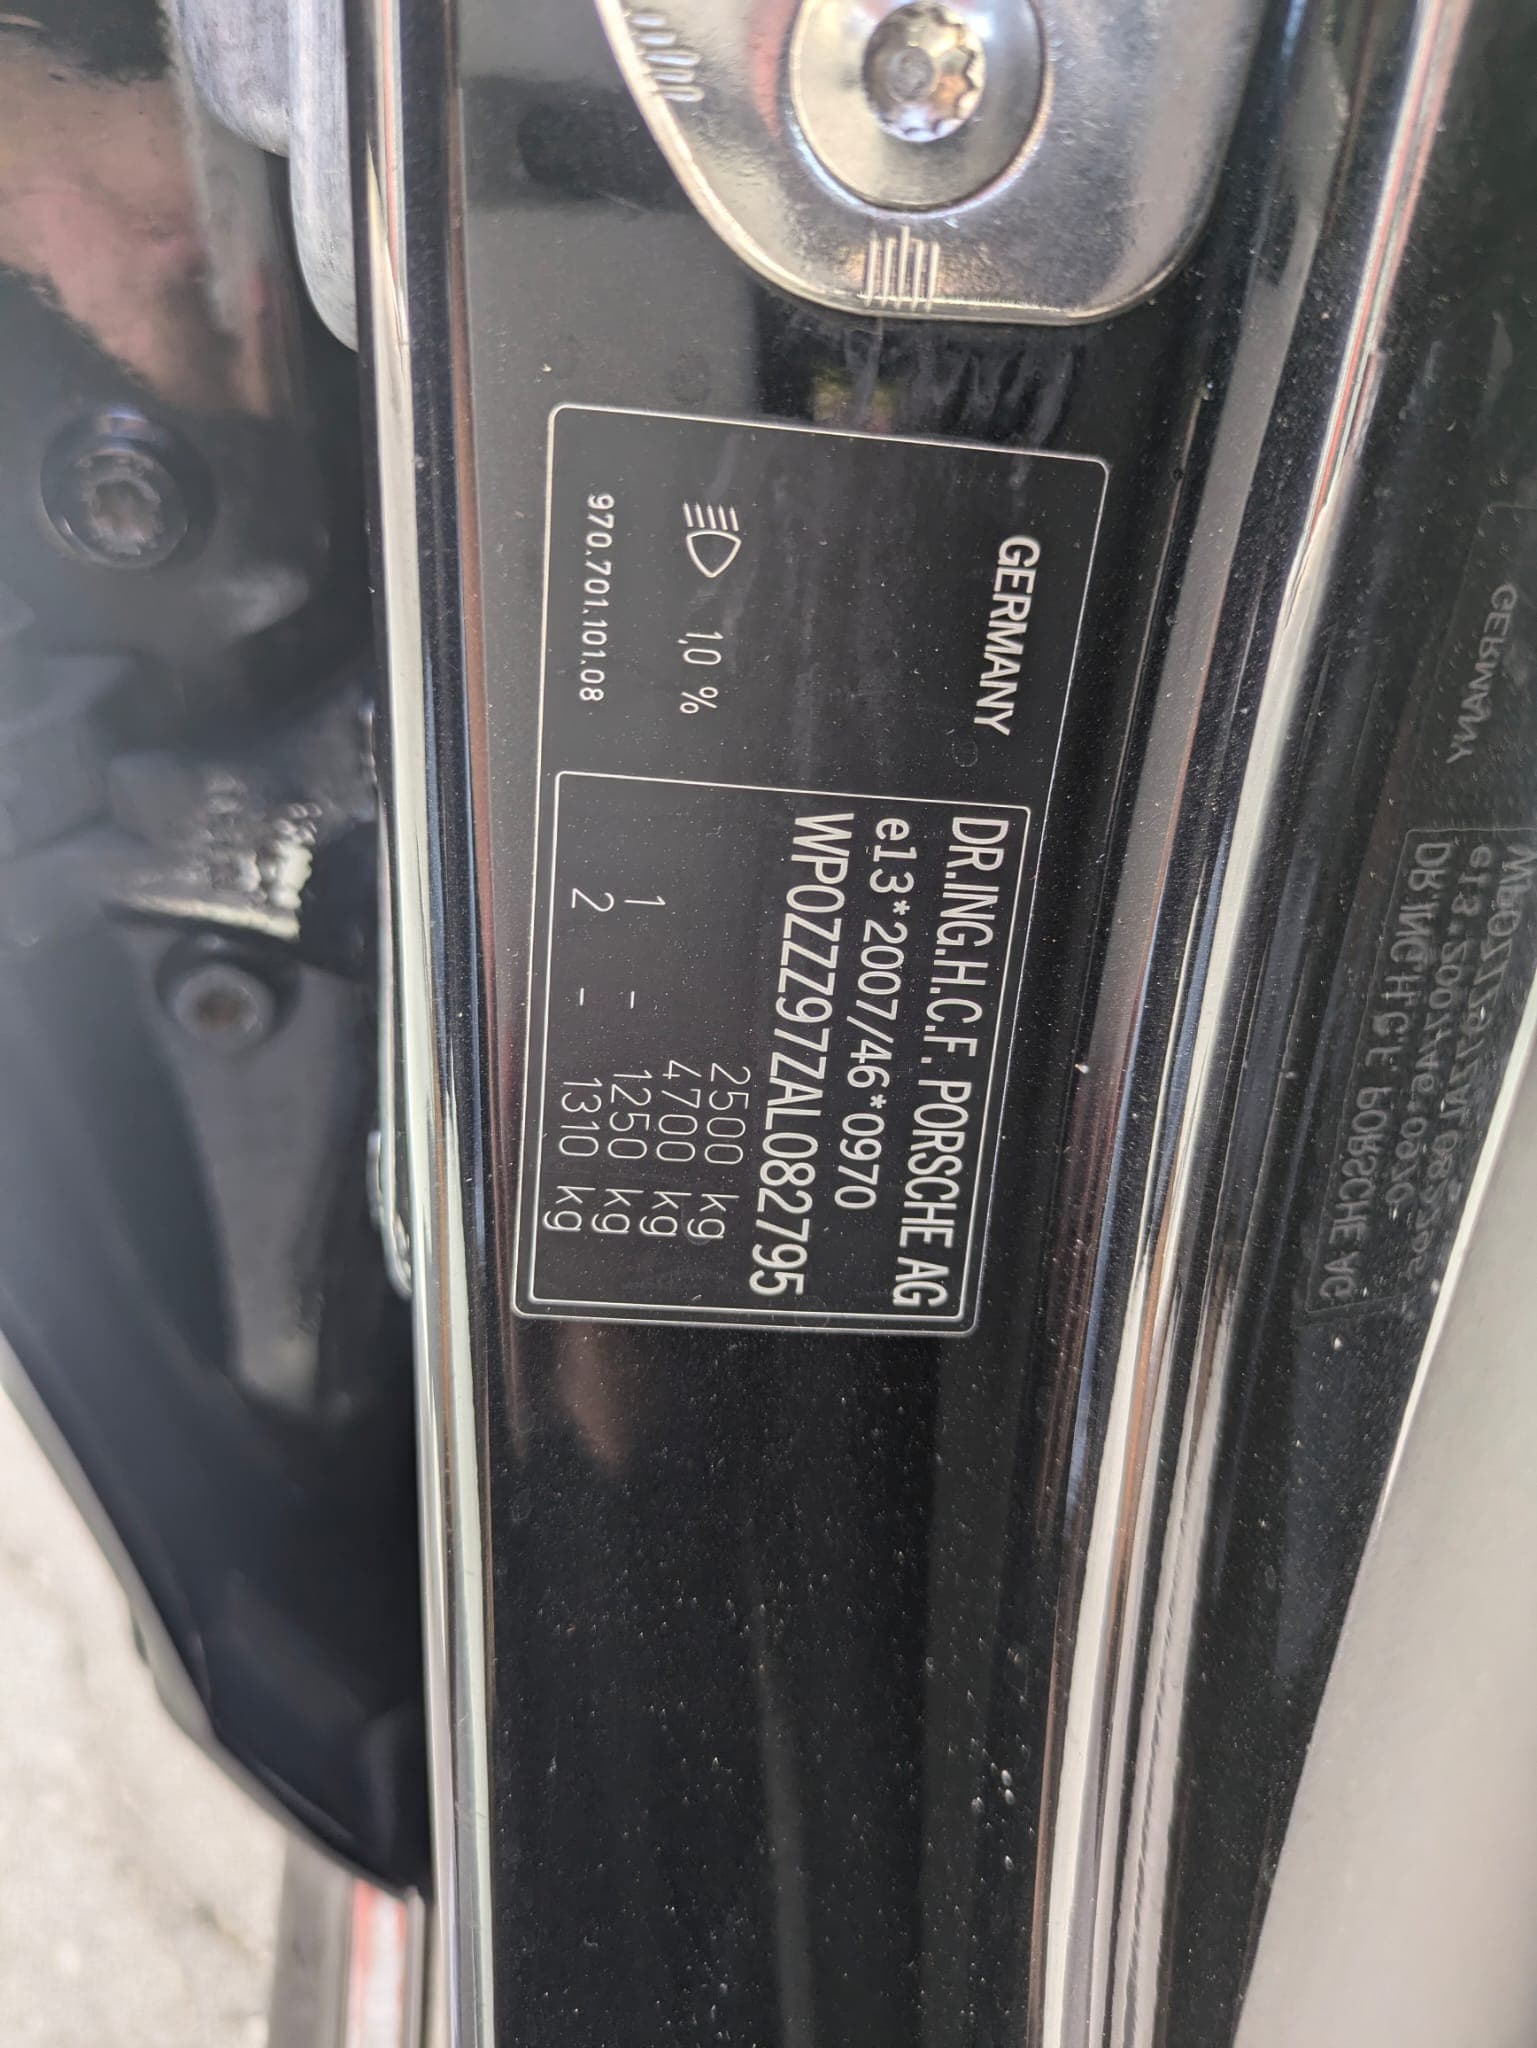 GERMANY
1,0 %
970.701.101.08
DR.ING.H.C.F. PORSCHE AG
e13*2007/46*0970
WP0ZZZ97ZAL082795
2500 kg
4700 kg
1 - 1250 kg
2 - 1310 kg